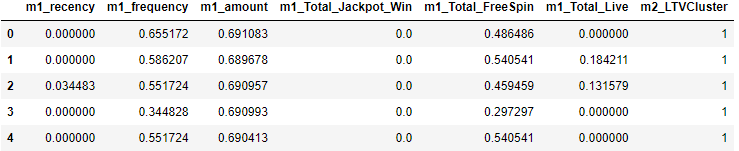 m1_recency m1_frequency m1_amount m1_Total_Jackpot_Win m1_Total_FreeSpin m1_Total_Live m2_LTVCluster
0 0.000000 0.655172 0.691083 0.0 0.486486 0.000000 1
1 0.000000 0.586207 0.689678 0.0 0.540541 0.184211 1
2 0.034483 0.551724 0.690957 0.0 0.459459 0.131579 1
3 0.000000 0.344828 0.690993 0.0 0.297297 0.000000 1
4 0.000000 0.551724 0.690413 0.0 0.540541 0.000000 1